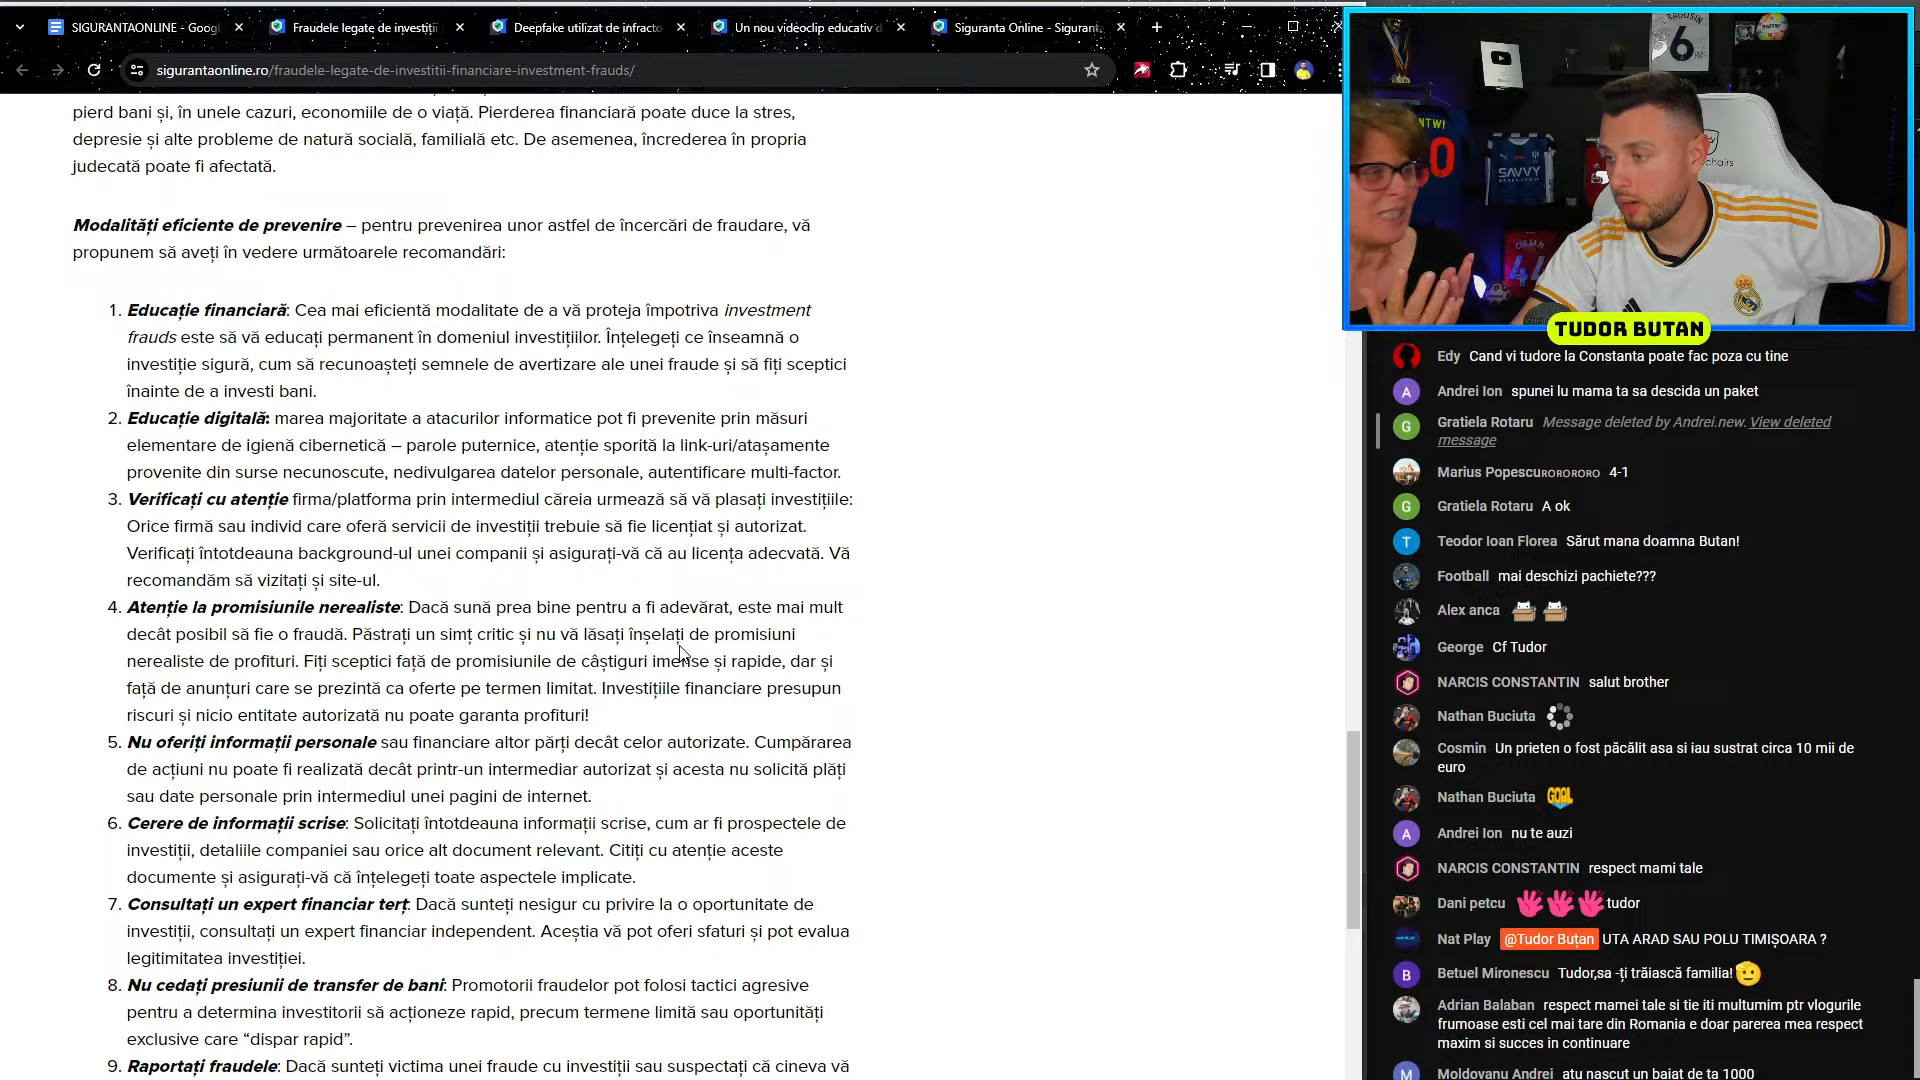 SIGURANTAONLINE - Googl
Fraudele legate de investiții
Deepfake utilizat de infracto
Un nou videoclip educativ d
Siguranta Online - Sigurant
sigurantaonline.ro/fraudele-legate-de-investitii-financiare-investment-frauds/
pierd bani și, în unele cazuri, economiile de o viață. Pierderea financiară poate duce la stres,
depresie și alte probleme de natură socială, familială etc. De asemenea, încrederea în propria
judecată poate fi afectată.
Modalități eficiente de prevenire – pentru prevenirea unor astfel de încercări de fraudare, vă
propunem să aveți în vedere următoarele recomandări:
1. Educație financiară: Cea mai eficientă modalitate de a vă proteja împotriva investment
frauds este să vă educați permanent în domeniul investițiilor. Înțelegeți ce înseamnă o
investiție sigură, cum să recunoașteți semnele de avertizare ale unei fraude și să fiți sceptici
înainte de a investi bani.
2. Educație digitală: marea majoritate a atacurilor informatice pot fi prevenite prin măsuri
elementare de igienă cibernetică – parole puternice, atenție sporită la link-uri/atașamente
provenite din surse necunoscute, nedivulgarea datelor personale, autentificare multi-factor.
3. Verificați cu atenție firma/platforma prin intermediul căreia urmează să vă plasați investițiile:
Orice firmă sau individ care oferă servicii de investiții trebuie să fie licențiat și autorizat.
Verificați întotdeauna background-ul unei companii și asigurați-vă că au licența adecvată. Vă
recomandăm să vizitați și site-ul.
4. Atenție la promisiunile nerealiste: Dacă sună prea bine pentru a fi adevărat, este mai mult
decât posibil să fie o fraudă. Păstrați un simț critic și nu vă lăsați înșelați de promisiuni
nerealiste de profituri. Fiți sceptici față de promisiunile de câștiguri imense și rapide, dar și
față de anunțuri care se prezintă ca oferte pe termen limitat. Investițiile financiare presupun
riscuri și nicio entitate autorizată nu poate garanta profituri!
5. Nu oferiți informații personale sau financiare altor părți decât celor autorizate. Cumpărarea
de acțiuni nu poate fi realizată decât printr-un intermediar autorizat și acesta nu solicită plăți
sau date personale prin intermediul unei pagini de internet.
6. Cerere de informații scrise: Solicitați întotdeauna informații scrise, cum ar fi prospectele de
investiții, detaliile companiei sau orice alt document relevant. Citiți cu atenție aceste
documente și asigurați-vă că înțelegeți toate aspectele implicate.
7. Consultați un expert financiar terț: Dacă sunteți nesigur cu privire la o oportunitate de
investiții, consultați un expert financiar independent. Aceștia vă pot oferi sfaturi și pot evalua
legitimitatea investiției.
8. Nu cedați presiunii de transfer de bani: Promotorii fraudelor pot folosi tactici agresive
pentru a determina investitorii să acționeze rapid, precum termene limită sau oportunități
exclusive care “dispar rapid”.
9. Raportați fraudele: Dacă sunteți victima unei fraude cu investiții sau suspectați că cineva vă
DRAGUSIN
6
NTWI
0
SAVVY
chairs
CIRJAN
44
TUDOR BUTAN
Edy Cand vi tudore la Constanta poate fac poza cu tine
A Andrei Ion spunei lu mama ta sa descida un paket
G Gratiela Rotaru Message deleted by Andrei.new. View deleted
message
Marius Popescuʀoʀoʀoʀo 4-1
G Gratiela Rotaru A ok
T Teodor Ioan Florea Sărut mana doamna Butan!
Football mai deschizi pachiete???
Alex anca
George Cf Tudor
NARCIS CONSTANTIN salut brother
Nathan Buciuta
Cosmin Un prieten o fost păcălit asa si iau sustrat circa 10 mii de
euro
Nathan Buciuta GOAL
A Andrei Ion nu te auzi
NARCIS CONSTANTIN respect mami tale
Dani petcu tudor
Nat Play @Tudor Buțan UTA ARAD SAU POLU TIMIȘOARA ?
B Betuel Mironescu Tudor,sa -ți trăiască familia!
Adrian Balaban respect mamei tale si tie iti multumim ptr vlogurile
frumoase esti cel mai tare din Romania e doar parerea mea respect
maxim si succes in continuare
M Moldovanu Andrei atu nascut un baiat de ta 1000